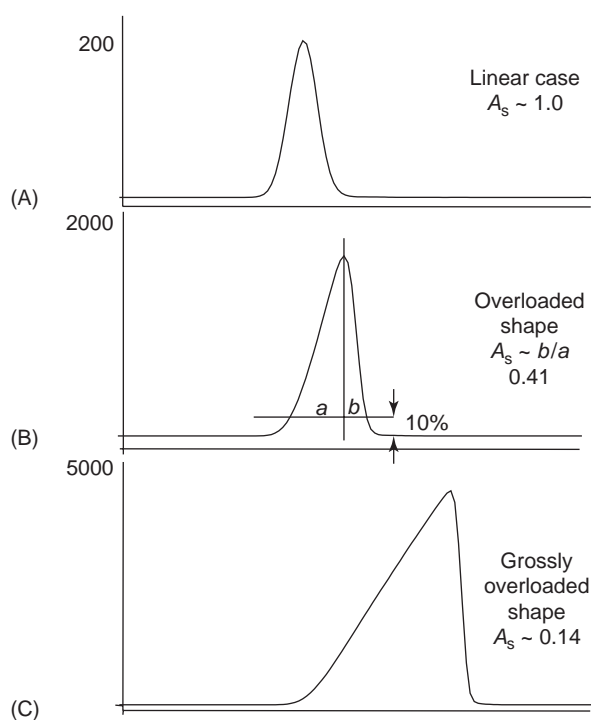 200
Linear case
A_s ~ 1.0
(A)
2000
Overloaded
shape
A_s ~ b/a
0.41
a b
10%
(B)
5000
Grossly
overloaded
shape
A_s ~ 0.14
(C)